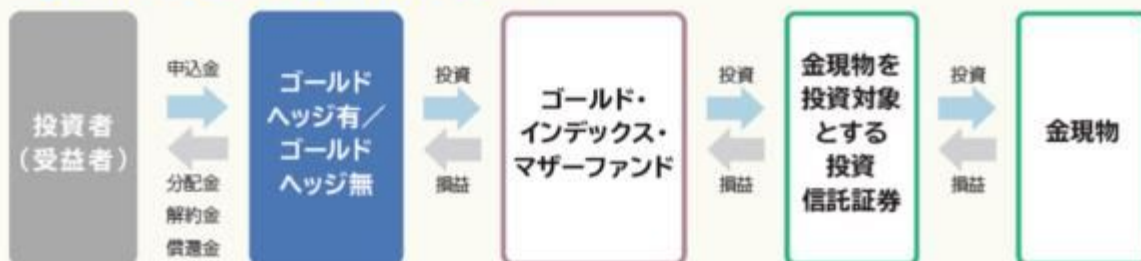 投資者
（受益者）
申込金
分配金
解約金
償還金
ゴールド
ヘッジ有／
ゴールド
ヘッジ無
投資
損益
ゴールド・
インデックス・
マザーファンド
投資
損益
金現物を
投資対象
とする
投資
信託証券
投資
損益
金現物